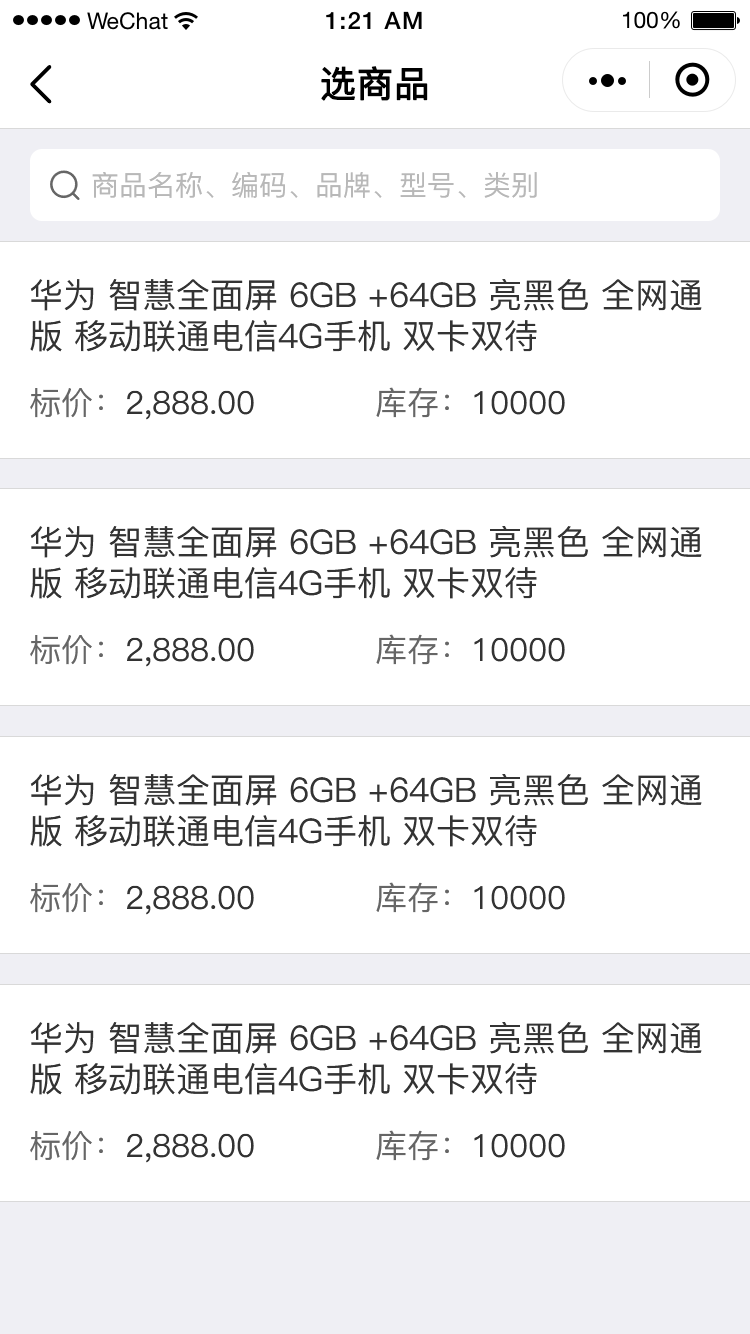 WeChat 1:21 AM 100%
选商品
商品名称、编码、品牌、型号、类别
华为 智慧全面屏 6GB +64GB 亮黑色 全网通
版 移动联通电信4G手机 双卡双待
标价：2,888.00 库存：10000
华为 智慧全面屏 6GB +64GB 亮黑色 全网通
版 移动联通电信4G手机 双卡双待
标价：2,888.00 库存：10000
华为 智慧全面屏 6GB +64GB 亮黑色 全网通
版 移动联通电信4G手机 双卡双待
标价：2,888.00 库存：10000
华为 智慧全面屏 6GB +64GB 亮黑色 全网通
版 移动联通电信4G手机 双卡双待
标价：2,888.00 库存：10000